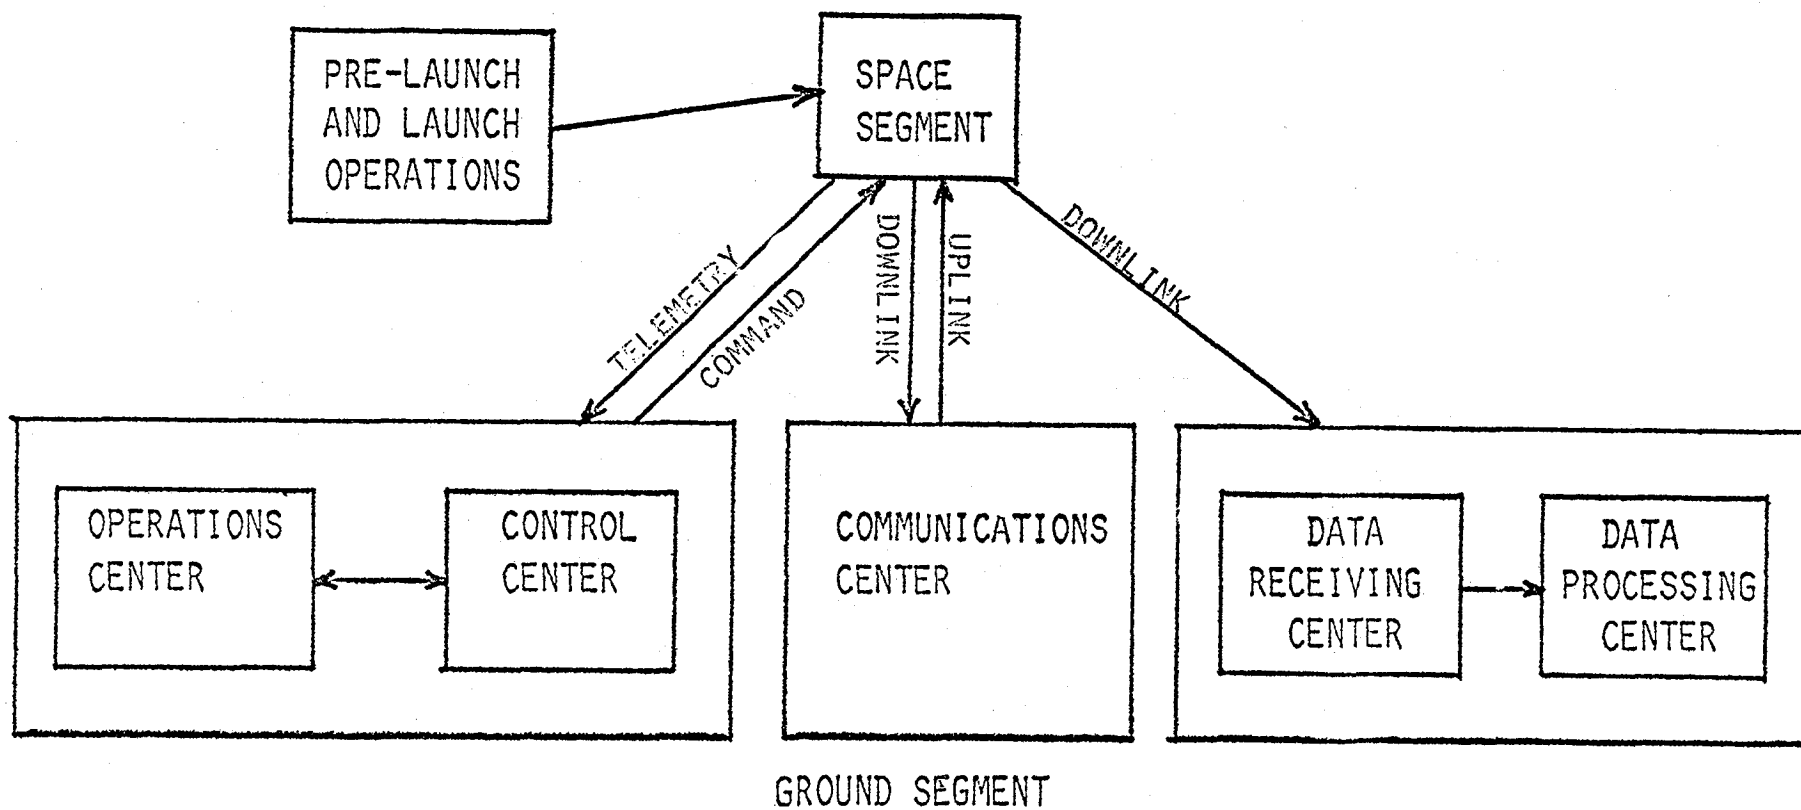 PRE-LAUNCH
AND LAUNCH
OPERATIONS
SPACE
SEGMENT
TELEMETRY
COMMAND
DOWNLINK
UPLINK
DOWNLINK
OPERATIONS
CENTER
CONTROL
CENTER
COMMUNICATIONS
CENTER
DATA
RECEIVING
CENTER
DATA
PROCESSING
CENTER
GROUND SEGMENT